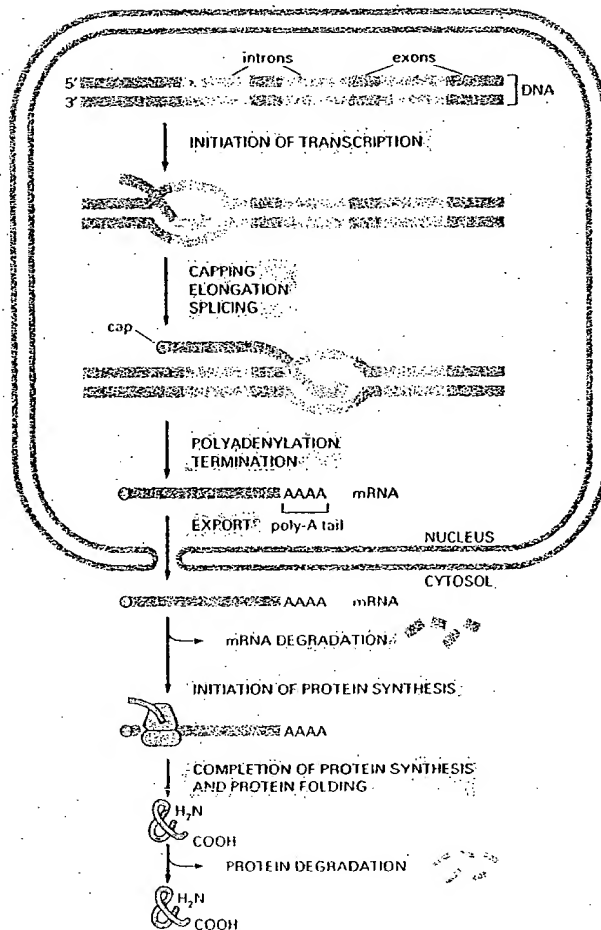 introns exons
5'
3'
DNA
INITIATION OF TRANSCRIPTION
CAPPING
ELONGATION
SPLICING
cap
POLYADENYLATION
TERMINATION
AAAA mRNA
EXPORT poly-A tail
NUCLEUS
CYTOSOL
AAAA mRNA
mRNA DEGRADATION
INITIATION OF PROTEIN SYNTHESIS
AAAA
COMPLETION OF PROTEIN SYNTHESIS
AND PROTEIN FOLDING
H₂N
COOH
PROTEIN DEGRADATION
H₂N
COOH